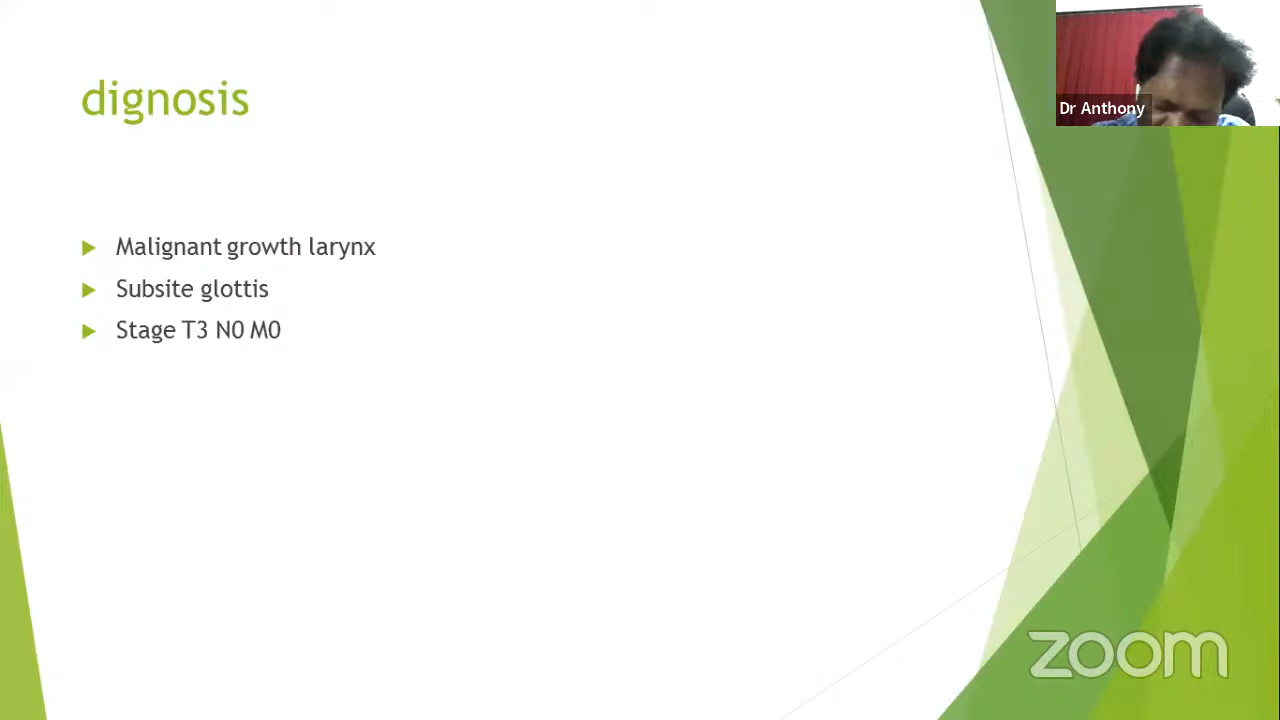 dignosis
Dr Anthony
Malignant growth larynx
Subsite glottis
Stage T3 N0 M0
zoom